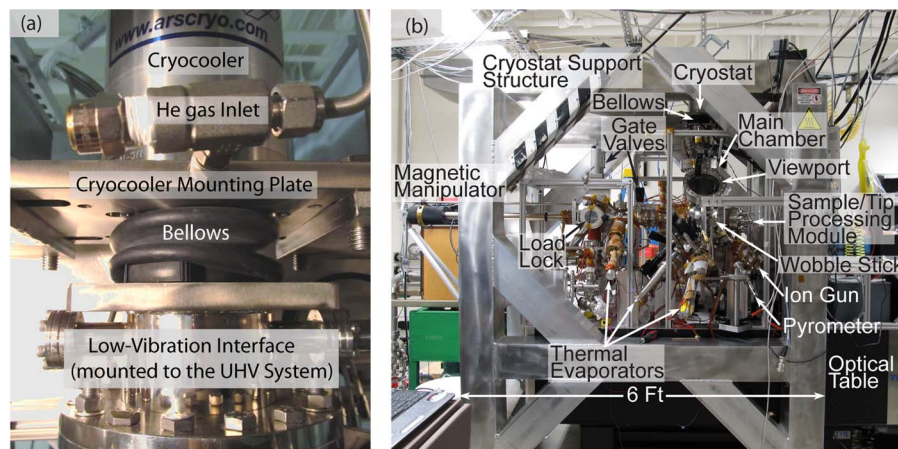 (a)
www.arscryo.com
Cryocooler
He gas Inlet
Cryocooler Mounting Plate
Bellows
Low-Vibration Interface
(mounted to the UHV System)
(b)
Cryostat Support
Structure
Cryostat
Bellows
Gate
Valves
Main
Chamber
Viewport
Magnetic
Manipulator
Sample/Tip
Processing
Module
Load
Lock
Wobble Stick
Ion Gun
Pyrometer
Thermal
Evaporators
Optical
Table
6 Ft
DANGER